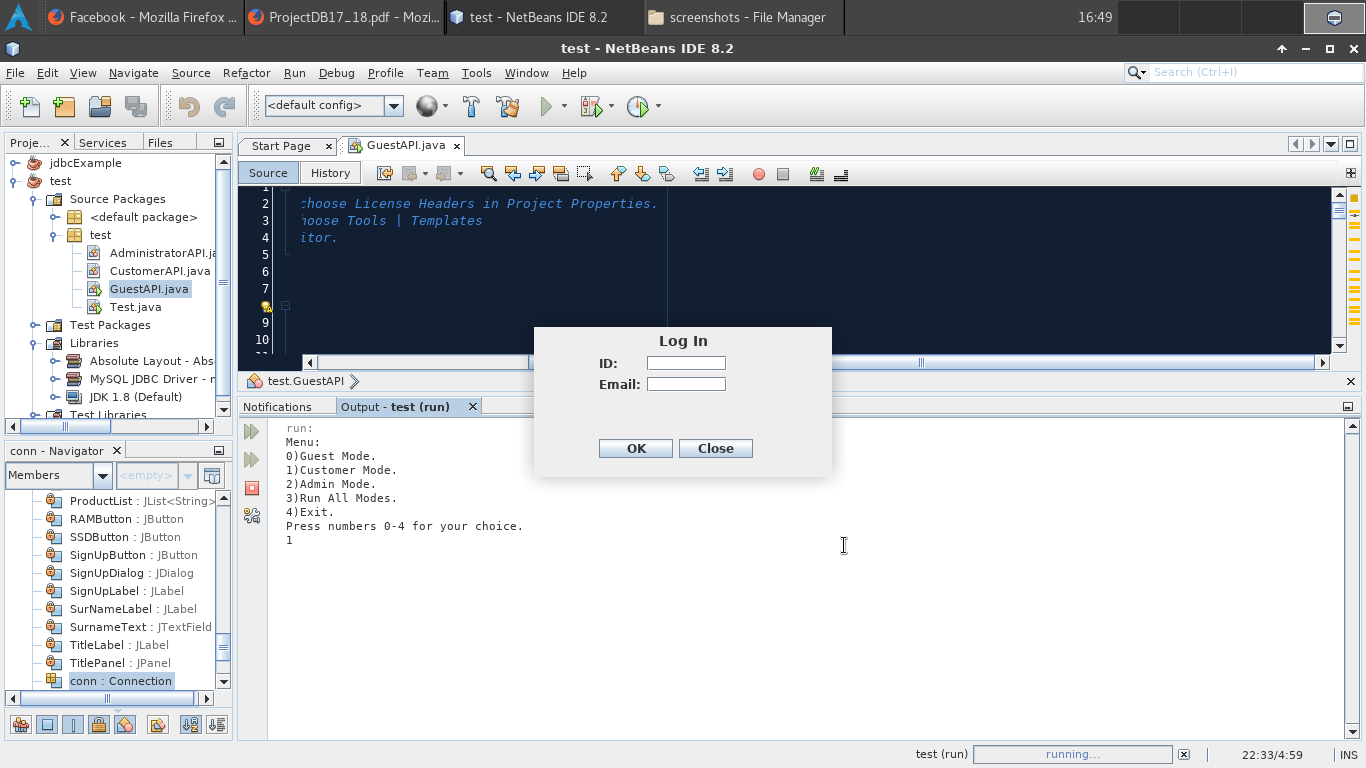 Facebook - Mozilla Firefox ...
ProjectDB17_18.pdf - Mozi...
test - NetBeans IDE 8.2
screenshots - File Manager
16:49
test - NetBeans IDE 8.2
File Edit View Navigate Source Refactor Run Debug Profile Team Tools Window Help
Search (Ctrl+I)
<default config>
Proje... Services Files
jdbcExample
test
Source Packages
<default package>
test
AdministratorAPI.ja
CustomerAPI.java
GuestAPI.java
Test.java
Test Packages
Libraries
Absolute Layout - Abs
MySQL JDBC Driver - m
JDK 1.8 (Default)
Test Libraries
conn - Navigator
Members
<empty>
ProductList : JList<String>
RAMButton : JButton
SSDButton : JButton
SignUpButton : JButton
SignUpDialog : JDialog
SignUpLabel : JLabel
SurNameLabel : JLabel
SurnameText : JTextField
TitleLabel : JLabel
TitlePanel : JPanel
conn : Connection
Start Page
GuestAPI.java
Source History
1
2 choose License Headers in Project Properties.
3 hoose Tools | Templates
4 itor.
5
6
7
9
10
11
test.GuestAPI
Log In
ID:
Email:
OK Close
Notifications
Output - test (run)
run:
Menu:
0)Guest Mode.
1)Customer Mode.
2)Admin Mode.
3)Run All Modes.
4)Exit.
Press numbers 0-4 for your choice.
1
test (run) running...
22:33/4:59 INS